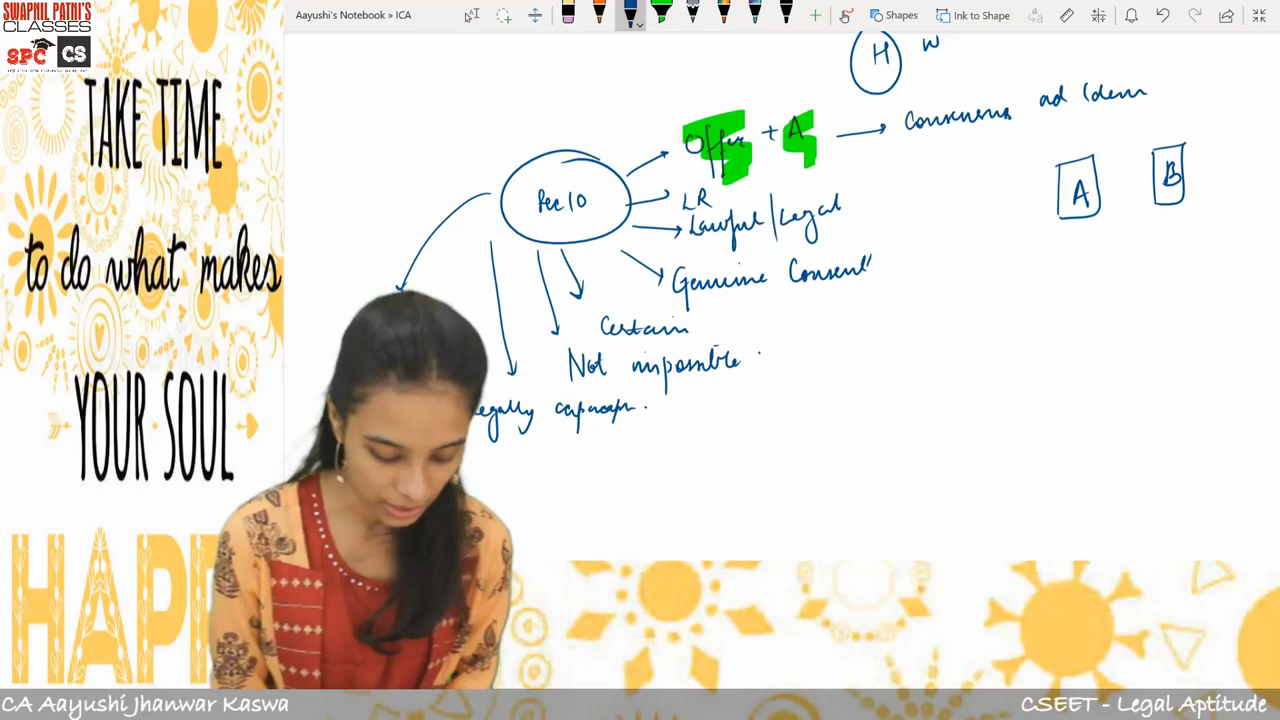 SWAPNIL PATNI'S
CLASSES
SPC CS
Aayushi's Notebook » ICA
Shapes
Ink to Shape
TAKE TIME
to do what makes
YOUR SOUL
HAPP
H W
Offer + A → Consensus ad idem
A B
Sec 10
LR
Lawful/Legal
Genuine Consent
Certain
Not impossible
egally
CA Aayushi Jhanwar Kaswa
CSEET - Legal Aptitude